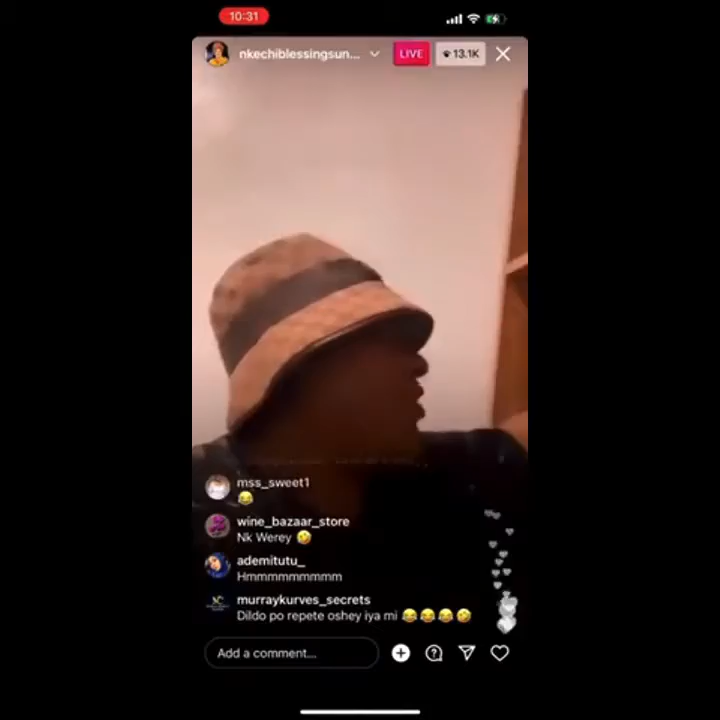 10:31
nkechiblessingsun...
LIVE
13.1K
mss_sweet1
😂
wine_bazaar_store
Nk Werey 🤣
ademitutu_
Hmmmmmmmmm
murraykurves_secrets
Dildo po repete oshey iya mi 😂😂😂🤣
Add a comment...